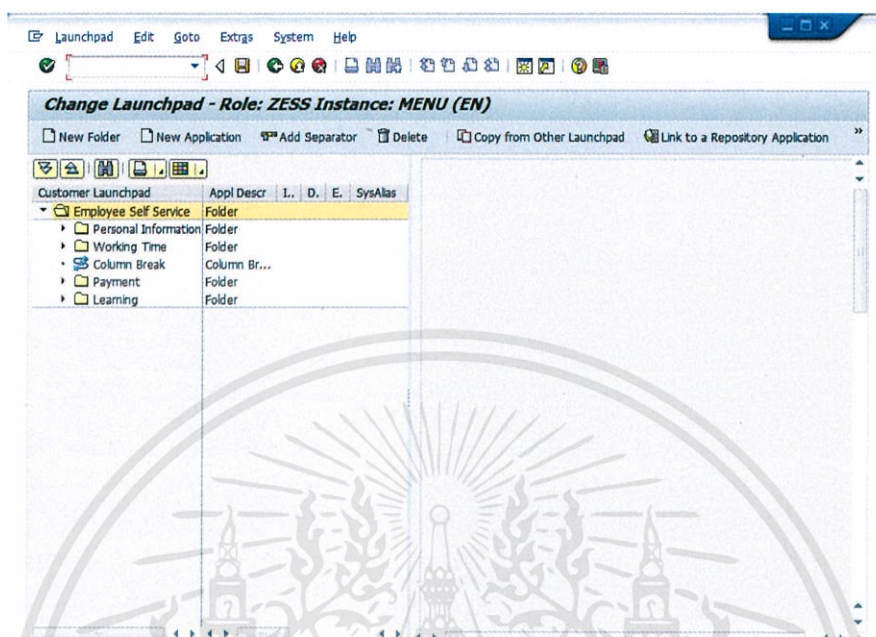 Launchpad Edit Goto Extras System Help
Change Launchpad - Role: ZESS Instance: MENU (EN)
New Folder New Application Add Separator Delete Copy from Other Launchpad Link to a Repository Application »
Customer Launchpad Appl Descr I.. D. E. SysAlias
Employee Self Service Folder
Personal Information Folder
Working Time Folder
Column Break Column Br...
Payment Folder
Learning Folder